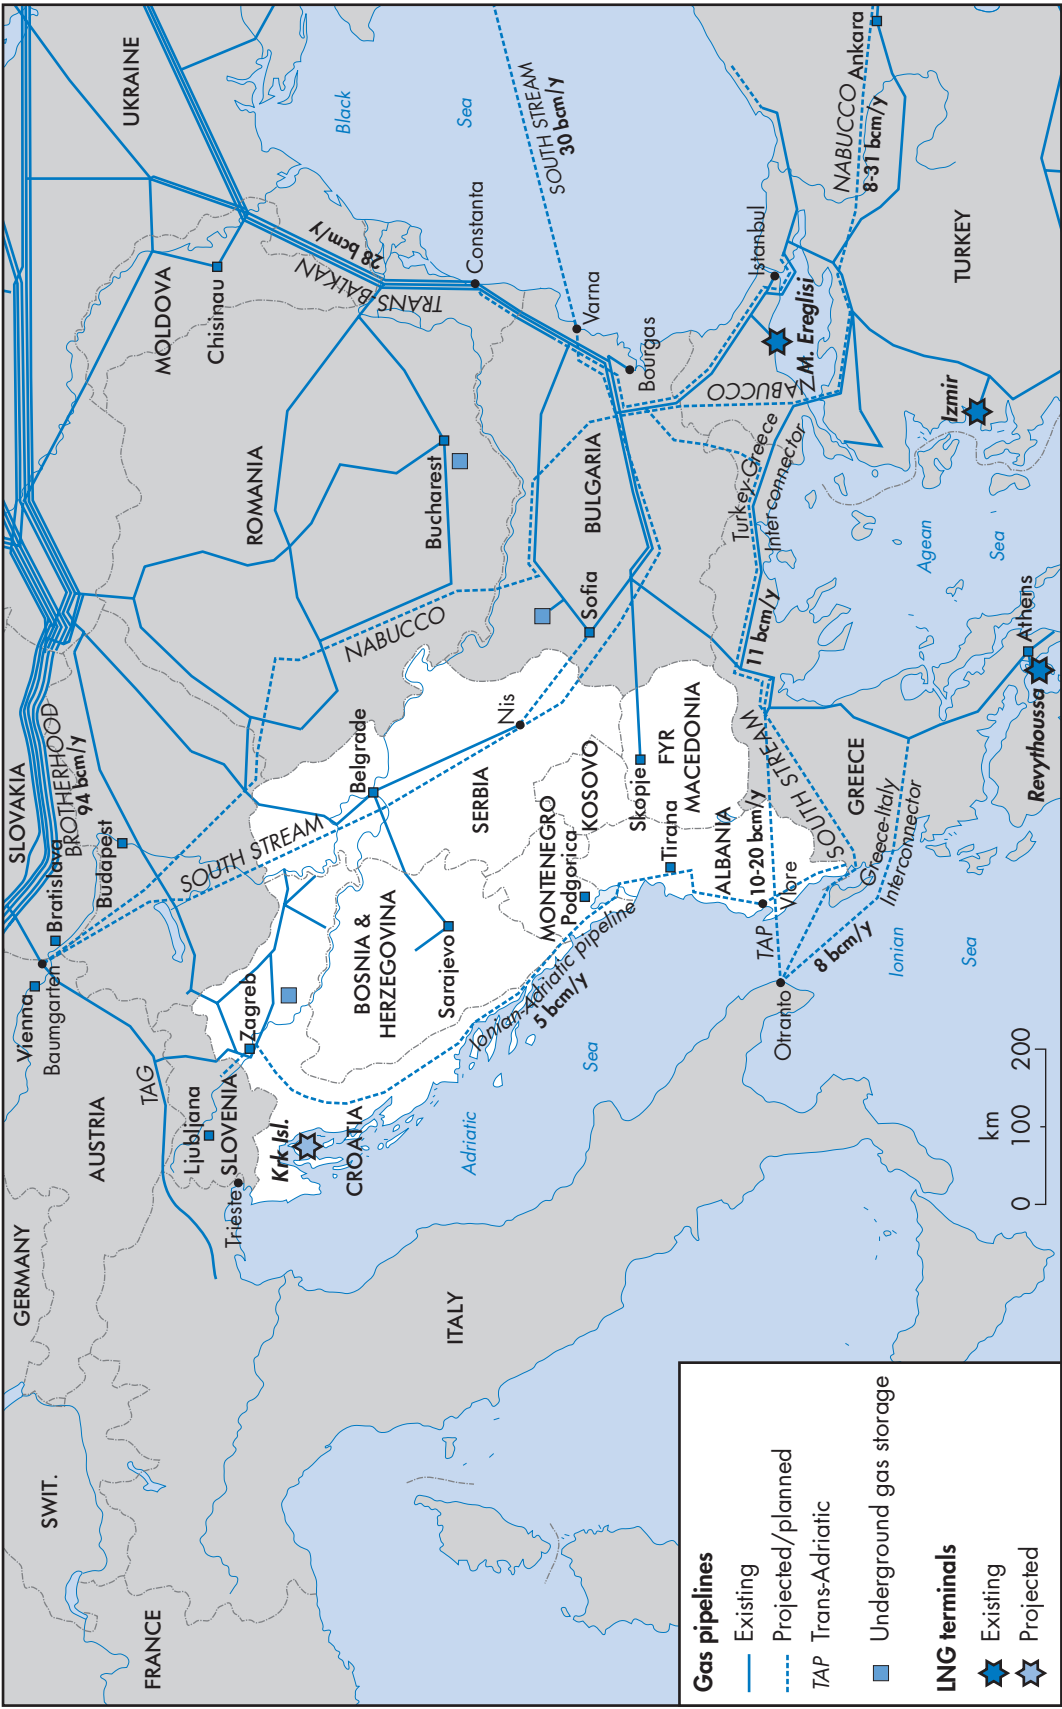 SWIT.
GERMANY
FRANCE
AUSTRIA
Vienna
Baumgarten
Bratislava
SLOVAKIA
BROTHERHOOD
94 bcm/y
Budapest
UKRAINE
MOLDOVA
Chisinau
TAG
Ljubljana
SLOVENIA
Trieste
Zagreb
Krk Isl.
CROATIA
BOSNIA &
HERZEGOVINA
Sarajevo
SOUTH STREAM
Belgrade
SERBIA
Nis
NABUCCO
ROMANIA
Bucharest
TRANS-BALKAN
28 bcm/y
Constanta
Black
Sea
SOUTH STREAM
30 bcm/y
Varna
Bourgas
BULGARIA
Sofia
MONTENEGRO
Podgorica
KOSOVO
Skopje
FYR
MACEDONIA
Tirana
ALBANIA
10-20 bcm/y
Vlore
TAP
Ionian-Adriatic pipeline
5 bcm/y
Adriatic
Sea
ITALY
Otranto
8 bcm/y
Ionian
Sea
Greece-Italy
Interconnector
SOUTH STREAM
GREECE
11 bcm/y
Turkey-Greece
Interconnector
NABUCCO
Istanbul
M. Ereglisi
NABUCCO
8-31 bcm/y
Ankara
TURKEY
Izmir
Agean
Sea
Athens
Revythoussa
km
0
100
200
Gas pipelines
Existing
Projected/planned
TAP Trans-Adriatic
Underground gas storage
LNG terminals
Existing
Projected